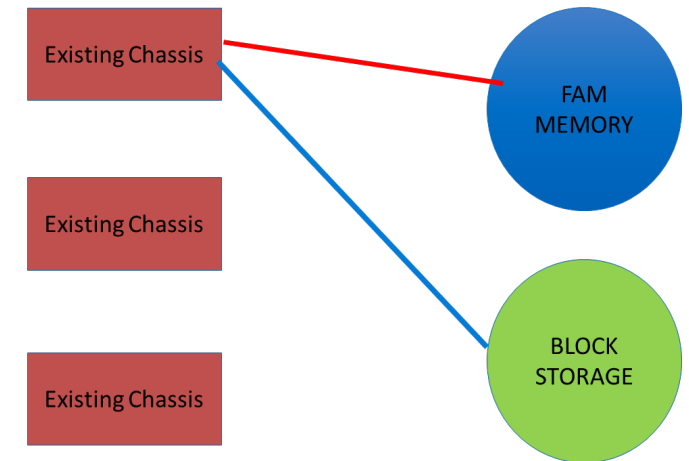 Existing Chassis
FAM
MEMORY
Existing Chassis
BLOCK
STORAGE
Existing Chassis